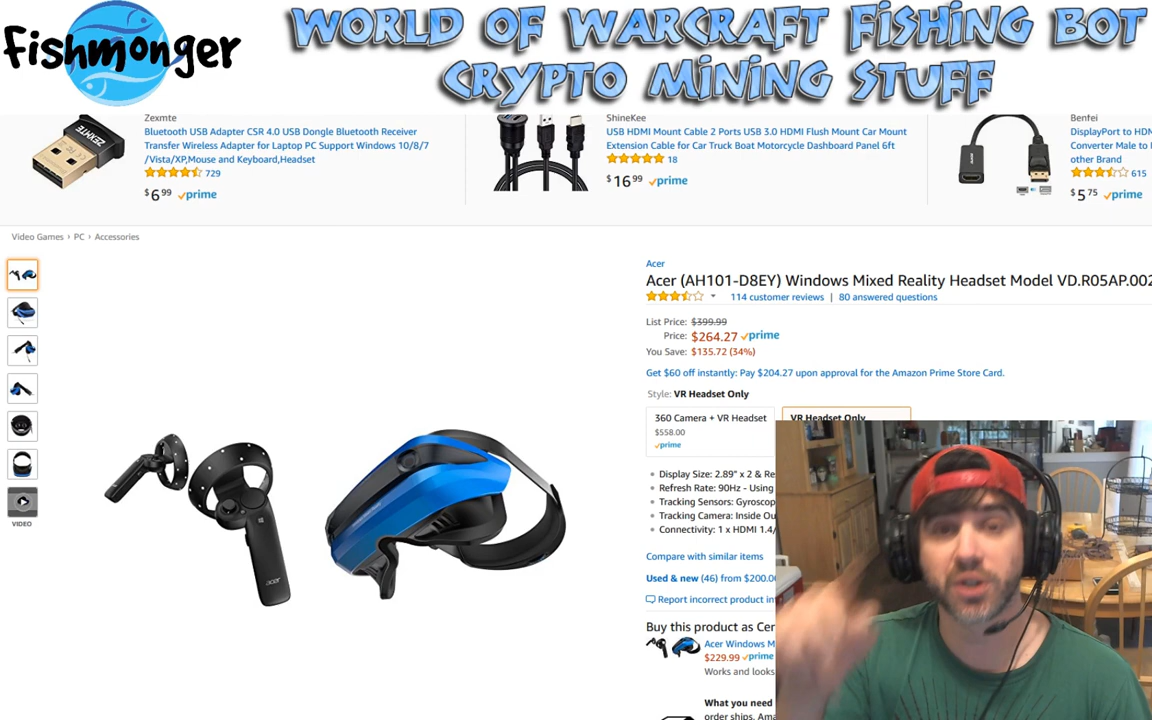 Fishmonger
WORLD OF WARCRAFT FISHING BOT
CRYPTO MINING STUFF
Zexmte
Bluetooth USB Adapter CSR 4.0 USB Dongle Bluetooth Receiver
Transfer Wireless Adapter for Laptop PC Support Windows 10/8/7
/Vista/XP,Mouse and Keyboard,Headset
729
$6.99 prime
ShineKee
USB HDMI Mount Cable 2 Ports USB 3.0 HDMI Flush Mount Car Mount
Extension Cable for Car Truck Boat Motorcycle Dashboard Panel 6ft
18
$16.99 prime
Benfei
DisplayPort to HDM
Converter Male to
other Brand
615
$5.75 prime
ZEXMTE
Video Games › PC › Accessories
Acer
Acer (AH101-D8EY) Windows Mixed Reality Headset Model VD.R05AP.002
114 customer reviews | 80 answered questions
List Price: $399.99
Price: $264.27 prime
You Save: $135.72 (34%)
Get $60 off instantly: Pay $204.27 upon approval for the Amazon Prime Store Card.
Style: VR Headset Only
360 Camera + VR Headset
$558.00
prime
VR Headset Only
Display Size: 2.89" x 2 & Re
Refresh Rate: 90Hz - Using
Tracking Sensors: Gyroscop
Tracking Camera: Inside Ou
Connectivity: 1 x HDMI 1.4/
Compare with similar items
Used & new (46) from $200.0
Report incorrect product in
Buy this product as Cer
Acer Windows M
$229.99 prime
Works and looks
What you need
order ships, Ama
VIDEO
acer